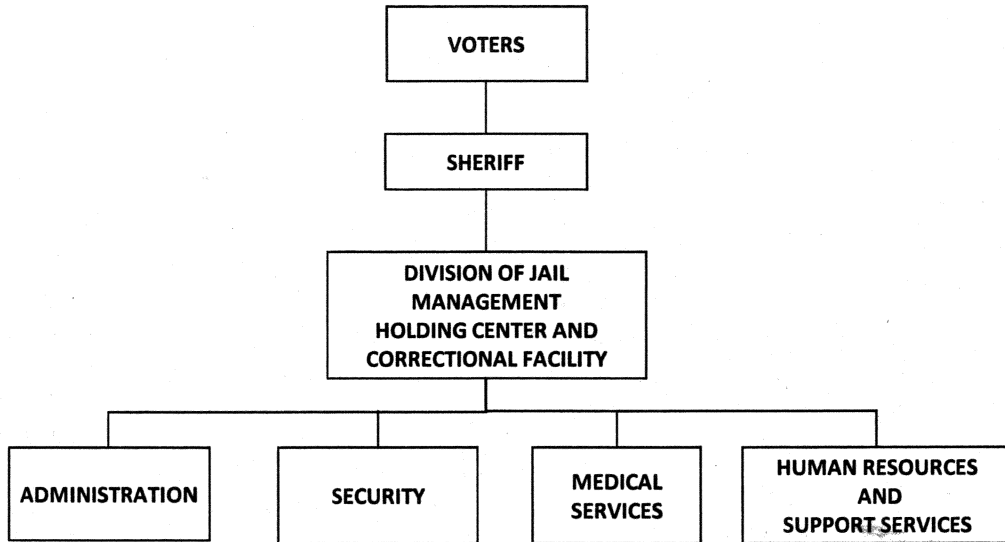 VOTERS
SHERIFF
DIVISION OF JAIL
MANAGEMENT
HOLDING CENTER AND
CORRECTIONAL FACILITY
ADMINISTRATION
SECURITY
MEDICAL
SERVICES
HUMAN RESOURCES
AND
SUPPORT SERVICES